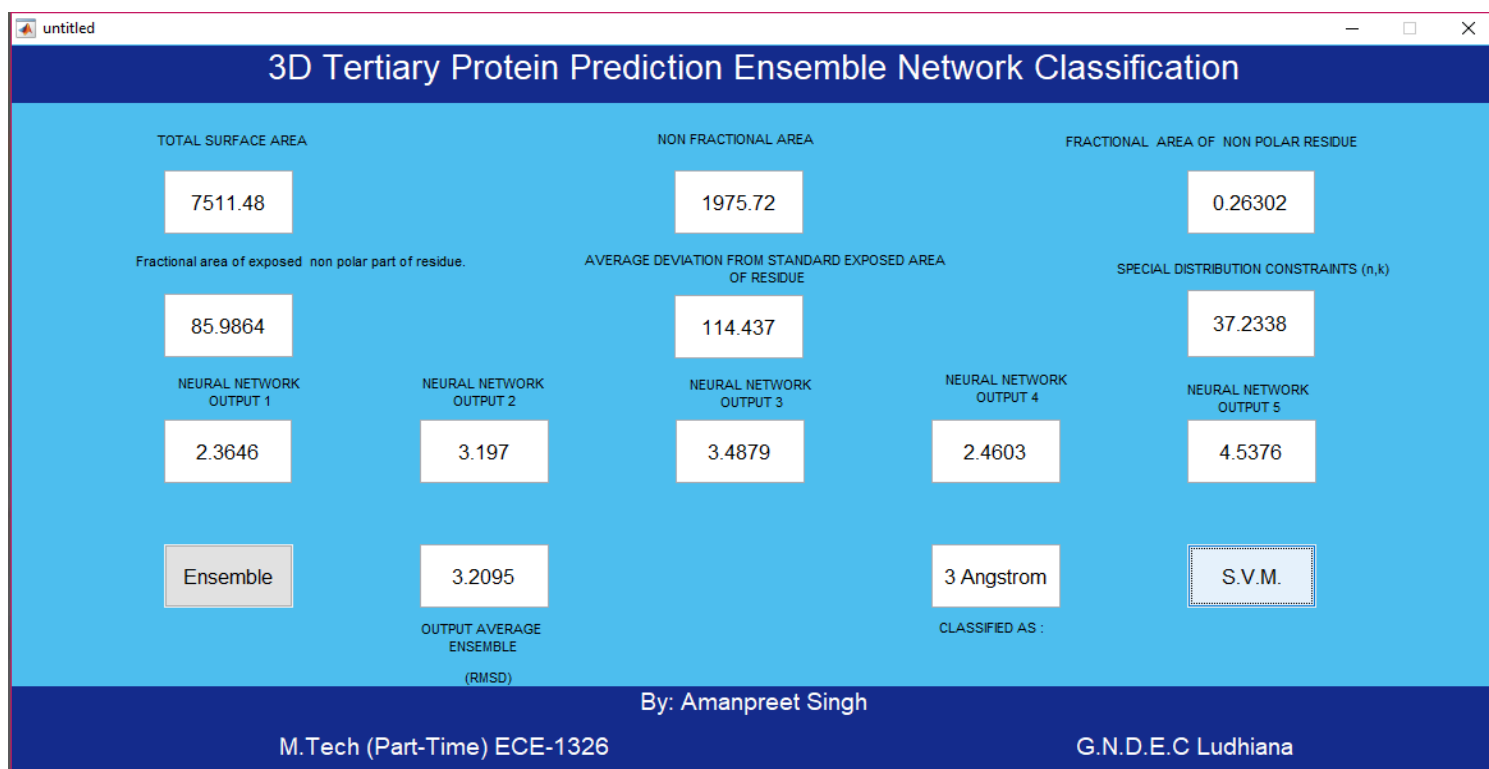 untitled
3D Tertiary Protein Prediction Ensemble Network Classification
TOTAL SURFACE AREA
NON FRACTIONAL AREA
FRACTIONAL AREA OF NON POLAR RESIDUE
7511.48
1975.72
0.26302
Fractional area of exposed non polar part of residue.
AVERAGE DEVIATION FROM STANDARD EXPOSED AREA
OF RESIDUE
SPECIAL DISTRIBUTION CONSTRAINTS (n,k)
85.9864
114.437
37.2338
NEURAL NETWORK
OUTPUT 1
NEURAL NETWORK
OUTPUT 2
NEURAL NETWORK
OUTPUT 3
NEURAL NETWORK
OUTPUT 4
NEURAL NETWORK
OUTPUT 5
2.3646
3.197
3.4879
2.4603
4.5376
Ensemble
3.2095
3 Angstrom
S.V.M.
OUTPUT AVERAGE
ENSEMBLE
(RMSD)
CLASSIFIED AS :
By: Amanpreet Singh
M.Tech (Part-Time) ECE-1326
G.N.D.E.C Ludhiana